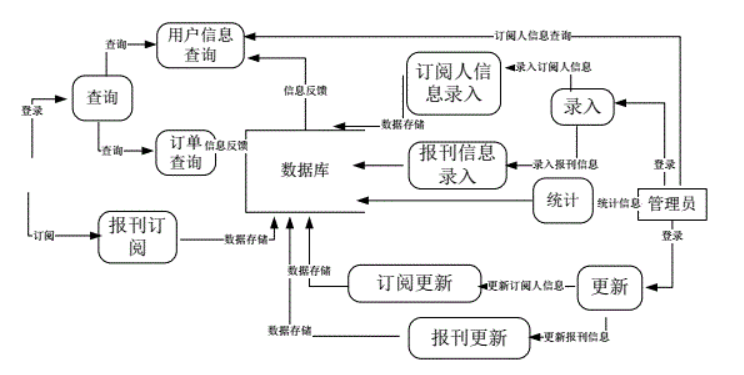 用户信息
查询
查询
订阅人信息查询
订阅人信
息录入
录入订阅人信息
录入
查询
登录
信息反馈
数据存储
查询
订单
查询
信息反馈
数据库
报刊信息
录入
录入报刊信息
登录
统计
统计信息
管理员
报刊订
阅
订阅
数据存储
登录
数据存储
订阅更新
更新订阅人信息
更新
数据存储
报刊更新
更新报刊信息